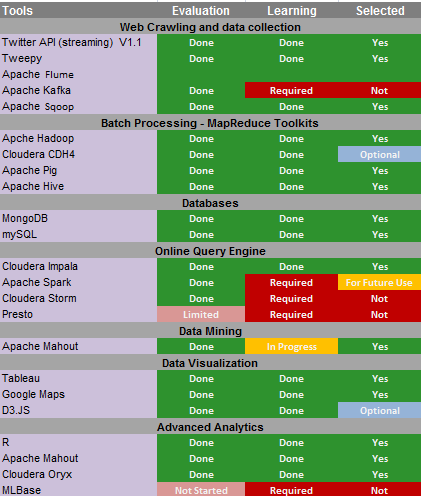 Tools Evaluation Learning Selected
Web Crawling and data collection
Twitter API (streaming) V1.1 Done Done Yes
Tweepy Done Done Yes
Apache Flume
Apache Kafka Done Required Not
Apache Sqoop Done Done Yes
Batch Processing - MapReduce Toolkits
Apche Hadoop Done Done Yes
Cloudera CDH4 Done Done Optional
Apache Pig Done Done Yes
Apache Hive Done Done Yes
Databases
MongoDB Done Done Yes
mySQL Done Done Yes
Online Query Engine
Cloudera Impala Done Done Yes
Apache Spark Done Required For Future Use
Cloudera Storm Done Required Not
Presto Limited Required Not
Data Mining
Apache Mahout Done In Progress Yes
Data Visualization
Tableau Done Done Yes
Google Maps Done Done Yes
D3.JS Done Done Optional
Advanced Analytics
R Done Done Yes
Apache Mahout Done Done Yes
Cloudera Oryx Done Done Yes
MLBase Not Started Required Not